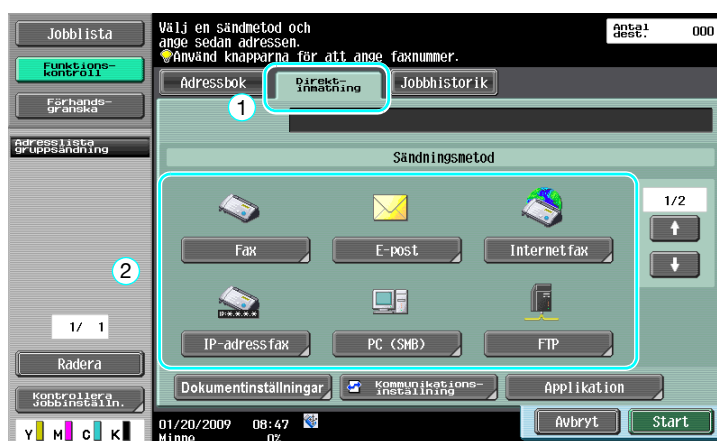 Jobblista
Funktions-
kontroll
Förhands-
granska
Adresslista
gruppsändning
1/ 1
Radera
Kontrollera
Jobbinställn.
Y M C K
Välj en sändmetod och
ange sedan adressen.
Använd knapparna för att ange faxnummer.
Antal
dest. 000
Adressbok
Direkt-
inmatning
Jobbhistorik
1
Sändningsmetod
2
Fax E-post Internetfax
IP-adressfax PC (SMB) FTP
1/2
Dokumentinställningar
Kommunikations-
inställning
Applikation
01/20/2009 08:47
Minne 0%
Avbryt
Start